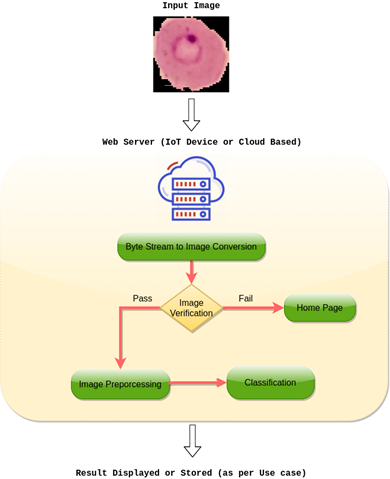 Input Image
Web Server (IoT Device or Cloud Based)
Byte Stream to Image Conversion
Image
Verification
Pass
Fail
Home Page
Image Preporcessing
Classification
Result Displayed or Stored (as per Use case)